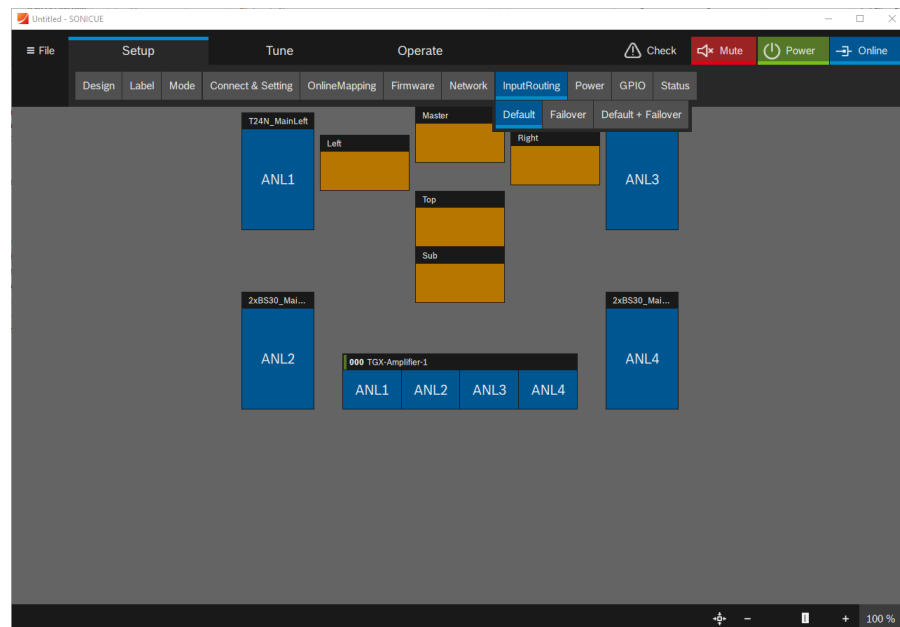 Untitled - SONICUE
≡ File Setup Tune Operate Check Mute Power Online
Design Label Mode Connect & Setting OnlineMapping Firmware Network InputRouting Power GPIO Status
Default Failover Default + Failover
T24N_MainLeft
Master
Left
Right
ANL1
ANL3
Top
Sub
2xBS30_Mai...
2xBS30_Mai...
ANL2
ANL4
000 TGX-Amplifier-1
ANL1 ANL2 ANL3 ANL4
100 %